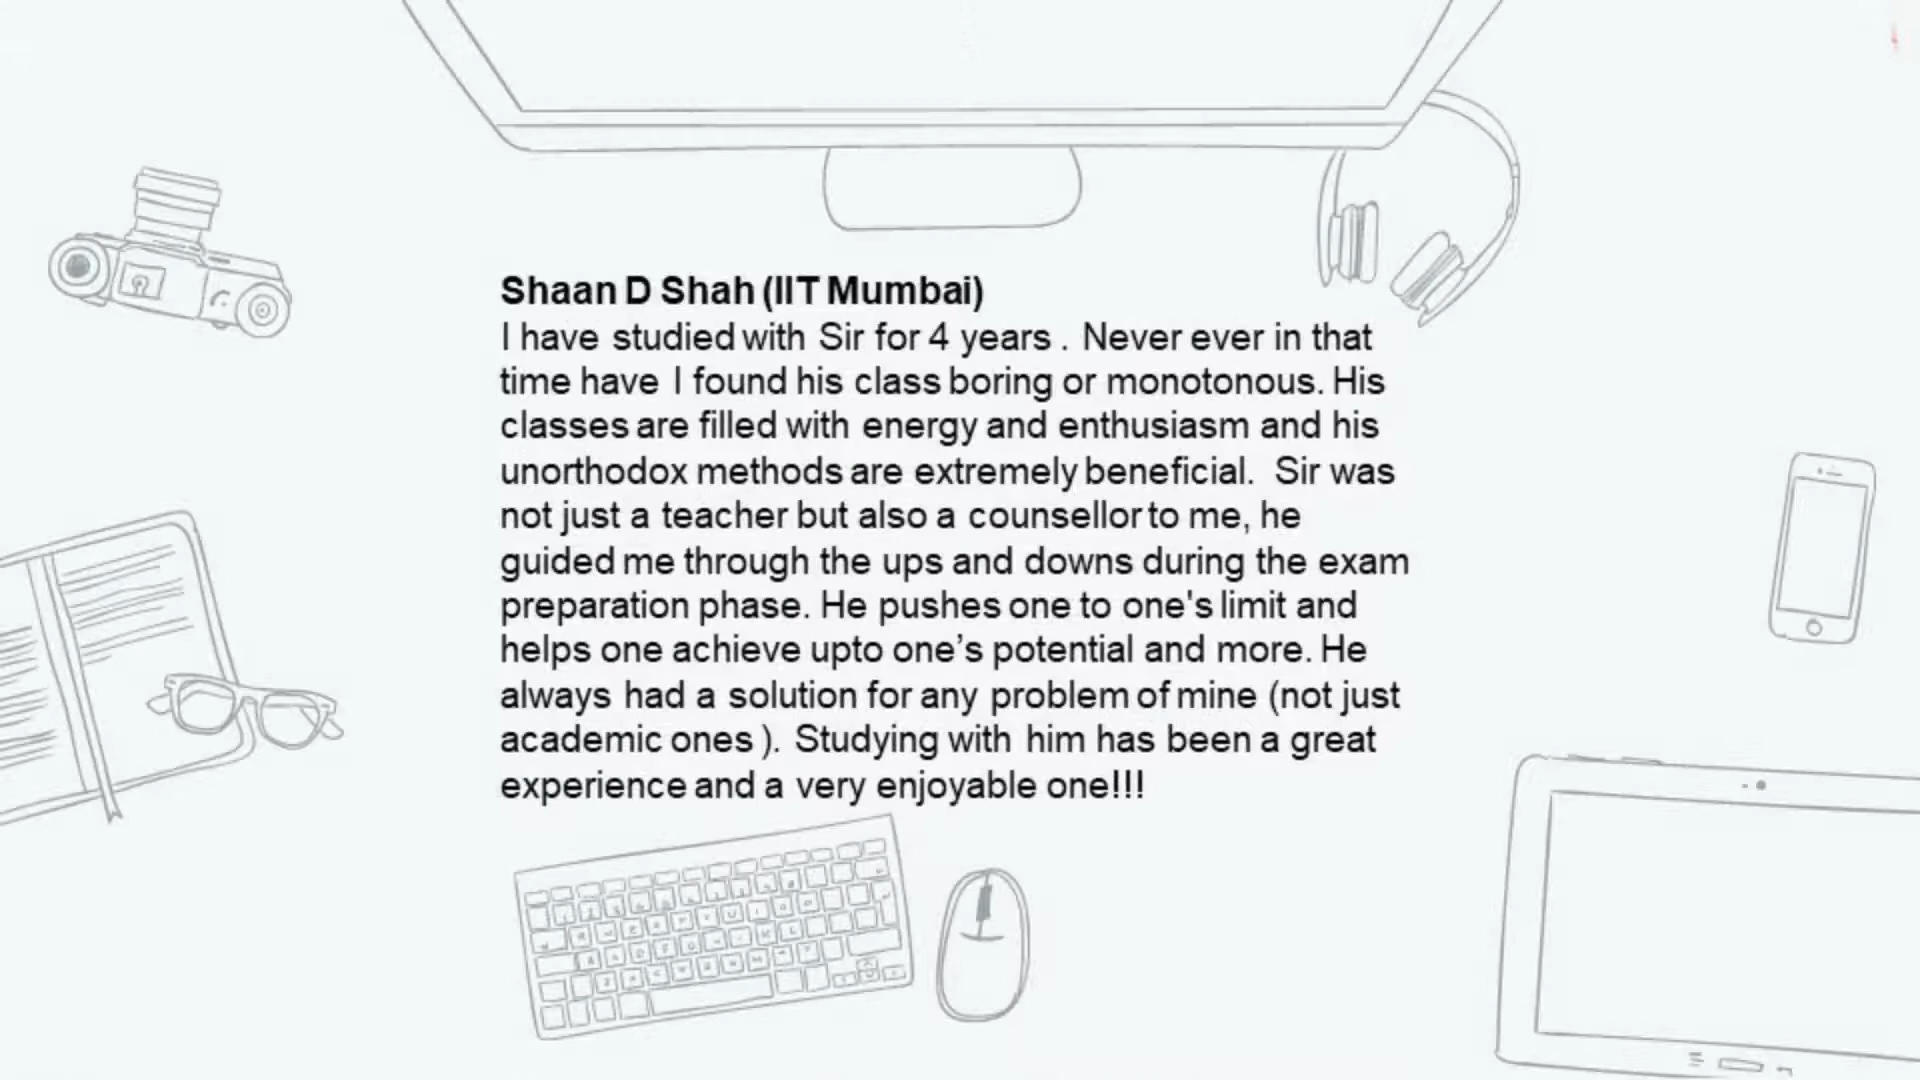 Shaan D Shah (IIT Mumbai)
I have studied with Sir for 4 years . Never ever in that
time have I found his class boring or monotonous. His
classes are filled with energy and enthusiasm and his
unorthodox methods are extremely beneficial. Sir was
not just a teacher but also a counsellor to me, he
guided me through the ups and downs during the exam
preparation phase. He pushes one to one's limit and
helps one achieve upto one’s potential and more. He
always had a solution for any problem of mine (not just
academic ones ). Studying with him has been a great
experience and a very enjoyable one!!!